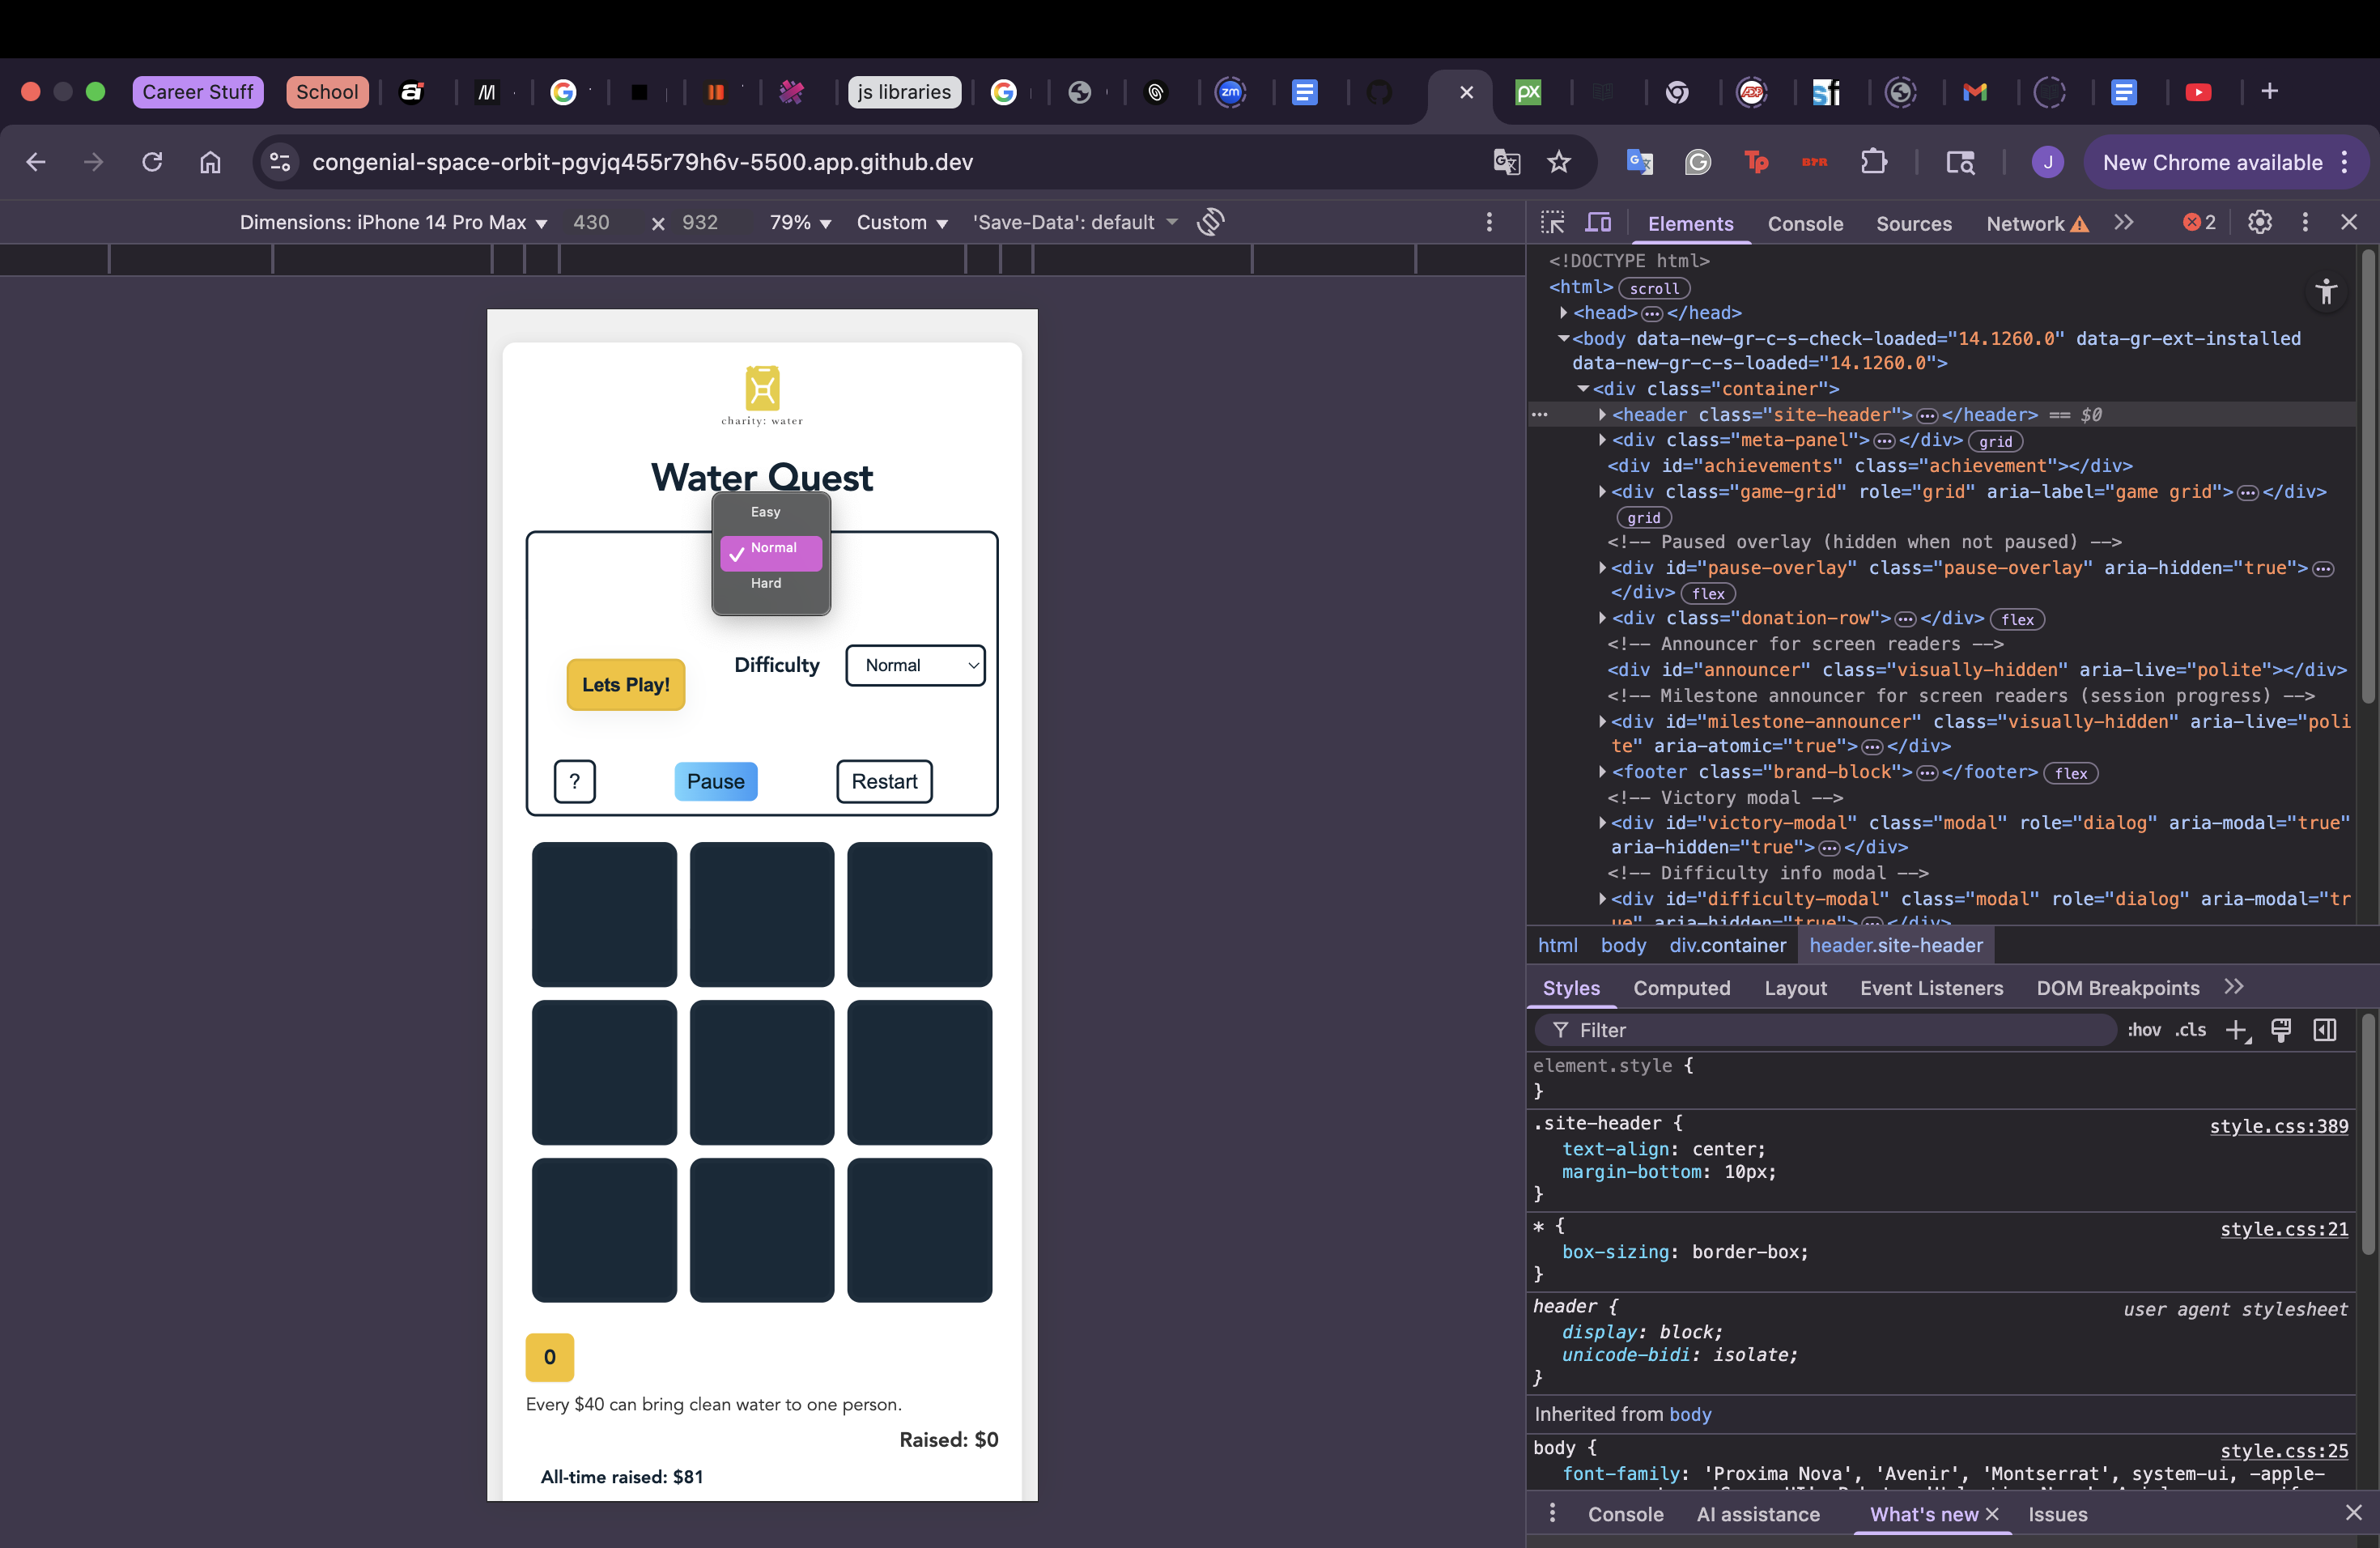 Career Stuff
School
js libraries
zm
px
ADP
sf
congenial-space-orbit-pgvjq455r79h6v-5500.app.github.dev
Tp
J
New Chrome available
Dimensions: iPhone 14 Pro Max
430
×
932
79%
Custom
'Save-Data': default
Elements
Console
Sources
Network
2
<!DOCTYPE html>
<html>
scroll
<head>
</head>
<body data-new-gr-c-s-check-loaded="14.1260.0" data-gr-ext-installed
data-new-gr-c-s-loaded="14.1260.0">
<div class="container">
<header class="site-header">
</header> == $0
<div class="meta-panel">
</div>
grid
<div id="achievements" class="achievement"></div>
<div class="game-grid" role="grid" aria-label="game grid">
</div>
grid
<!-- Paused overlay (hidden when not paused) -->
<div id="pause-overlay" class="pause-overlay" aria-hidden="true">
</div>
flex
<div class="donation-row">
</div>
flex
<!-- Announcer for screen readers -->
<div id="announcer" class="visually-hidden" aria-live="polite"></div>
<!-- Milestone announcer for screen readers (session progress) -->
<div id="milestone-announcer" class="visually-hidden" aria-live="poli
te" aria-atomic="true">
</div>
<footer class="brand-block">
</footer>
flex
<!-- Victory modal -->
<div id="victory-modal" class="modal" role="dialog" aria-modal="true"
aria-hidden="true">
</div>
<!-- Difficulty info modal -->
<div id="difficulty-modal" class="modal" role="dialog" aria-modal="tr
ue" aria-hidden="true">
</div>
html
body
div.container
header.site-header
Styles
Computed
Layout
Event Listeners
DOM Breakpoints
Filter
:hov
.cls
element.style {
}
.site-header {
style.css:389
text-align: center;
margin-bottom: 10px;
}
* {
style.css:21
box-sizing: border-box;
}
header {
user agent stylesheet
display: block;
unicode-bidi: isolate;
}
Inherited from body
body {
style.css:25
font-family: 'Proxima Nova', 'Avenir', 'Montserrat', system-ui, -apple-
Console
AI assistance
What's new
Issues
charity: water
Water Quest
Easy
Normal
Hard
Lets Play!
Difficulty
Normal
?
Pause
Restart
0
Every $40 can bring clean water to one person.
Raised: $0
All-time raised: $81